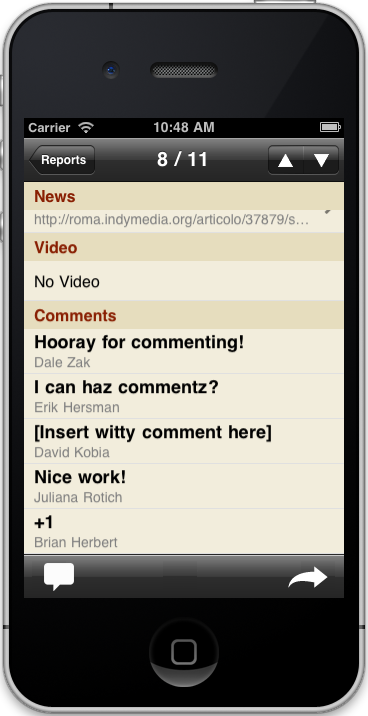 Carrier 10:48 AM
Reports 8 / 11
News
http://roma.indymedia.org/articolo/37879/s...
Video
No Video
Comments
Hooray for commenting!
Dale Zak
I can haz commentz?
Erik Hersman
[Insert witty comment here]
David Kobia
Nice work!
Juliana Rotich
+1
Brian Herbert